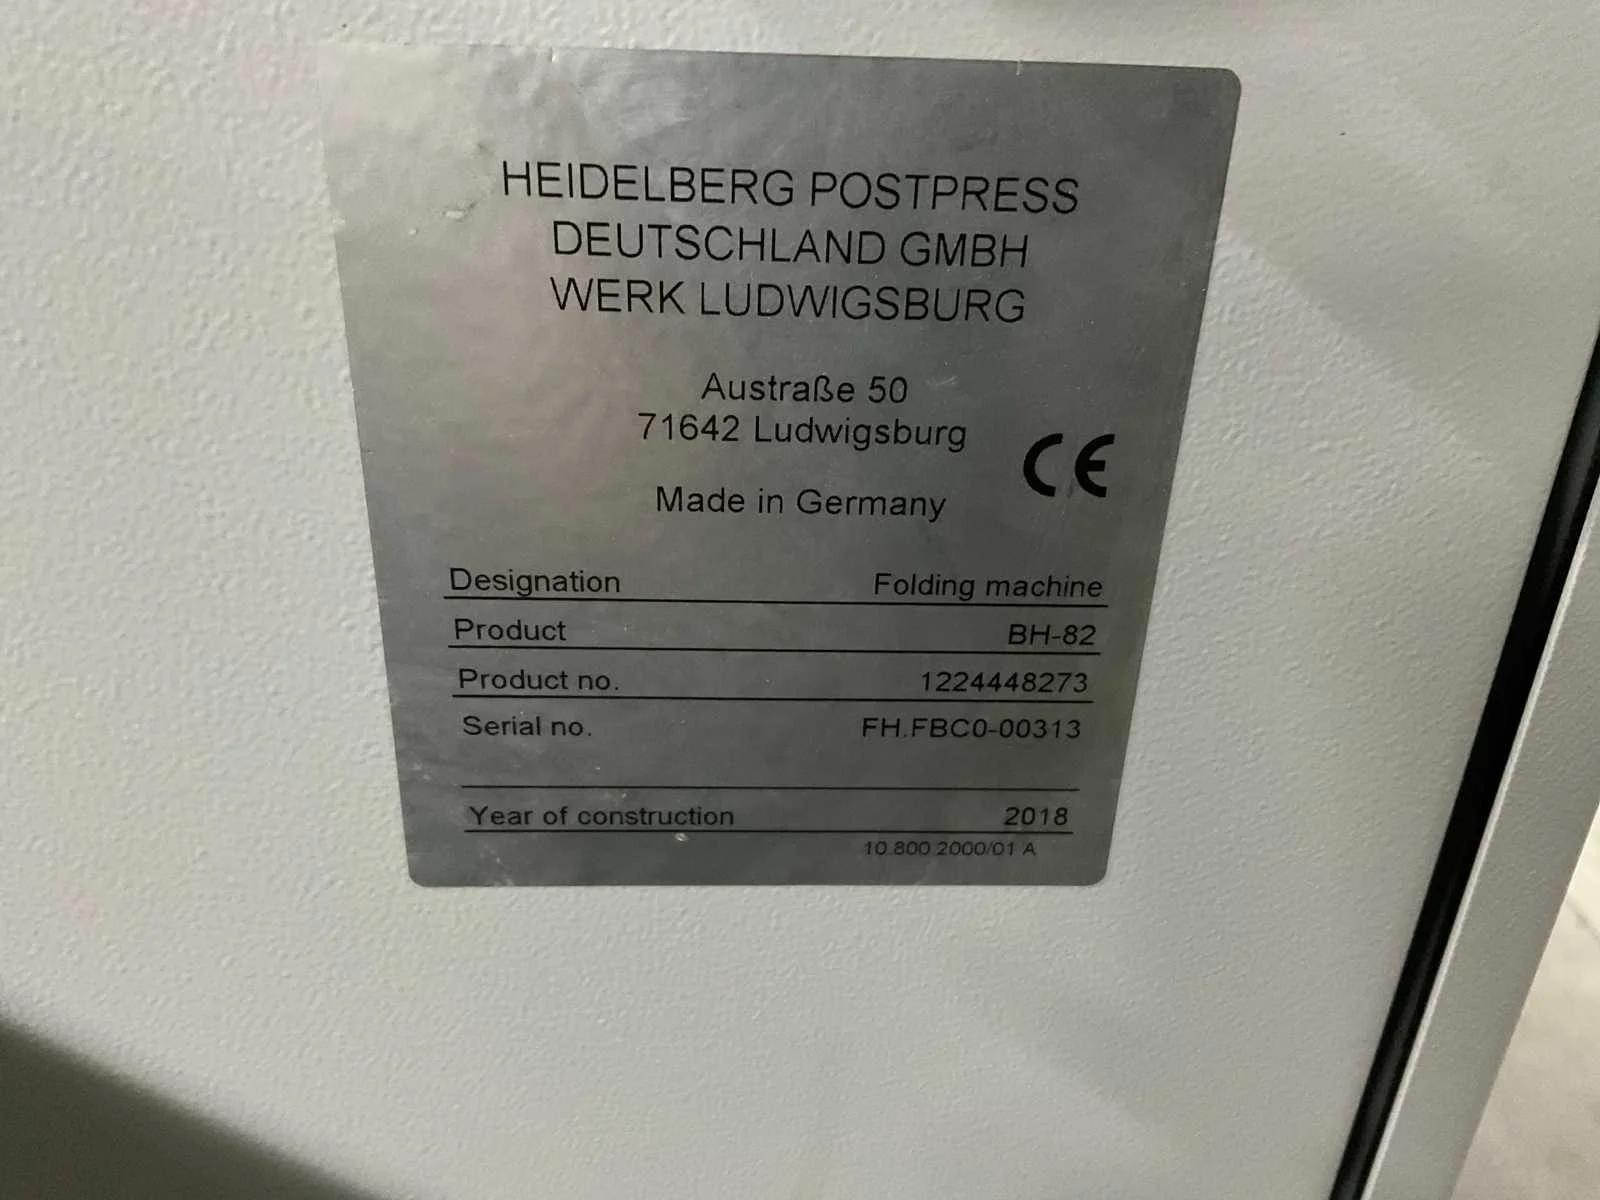 HEIDELBERG POSTPRESS
DEUTSCHLAND GMBH
WERK LUDWIGSBURG
Austraße 50
71642 Ludwigsburg
CE
Made in Germany
Designation Folding machine
Product BH-82
Product no. 1224448273
Serial no. FH.FBC0-00313
Year of construction 2018
10.800.2000/01 A